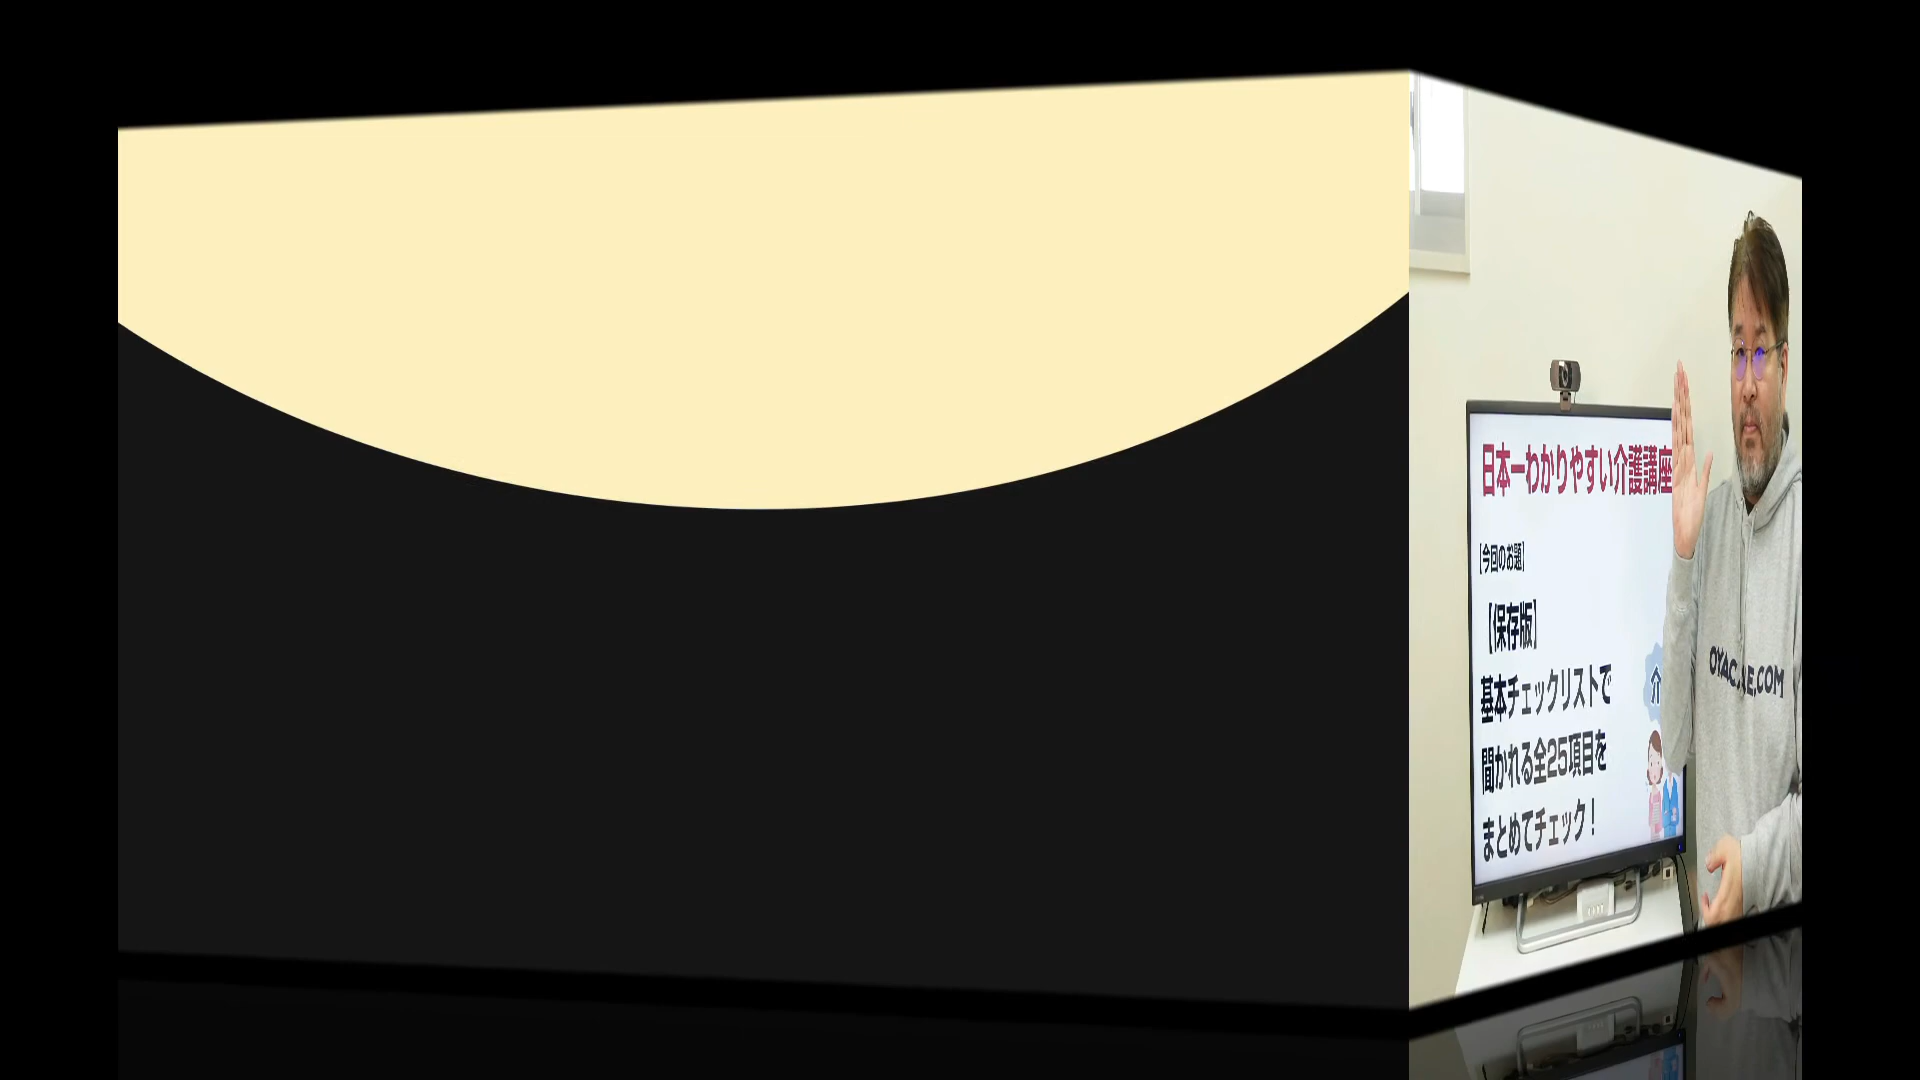 日本一わかりやすい介護講座
[今回のお題]
【保存版】
基本チェックリストで
聞かれる全25項目を
まとめてチェック！
介